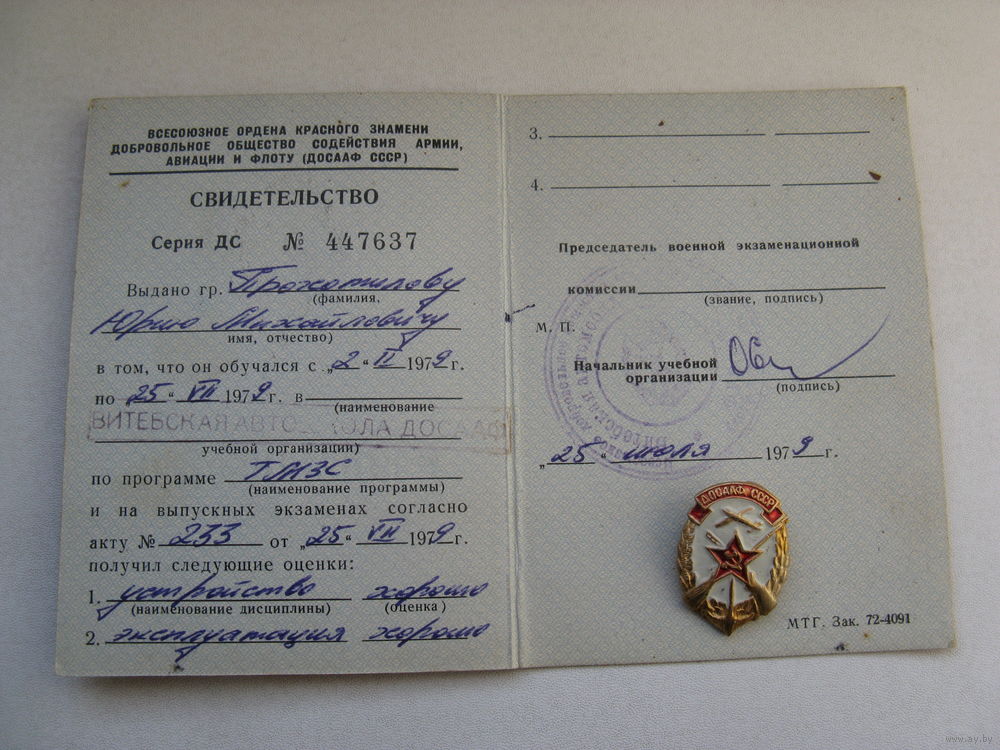 ВСЕСОЮЗНОЕ ОРДЕНА КРАСНОГО ЗНАМЕНИ
ДОБРОВОЛЬНОЕ ОБЩЕСТВО СОДЕЙСТВИЯ АРМИИ,
АВИАЦИИ И ФЛОТУ (ДОСААФ СССР)
СВИДЕТЕЛЬСТВО
Серия ДС № 447637
Выдано гр. Прохотилову
(фамилия,
Юрию Михайловичу
имя, отчество)
в том, что он обучался с „2“ II 1979 г.
по 25 “ VII 1979 г. в
(наименование
ВИТЕБСКАЯ АВТОШКОЛА ДОСААФ
учебной организации)
по программе
(наименование программы)
и на выпускных экзаменах согласно
акту № 233 от „25“ VII 1979 г.
получил следующие оценки:
1. устройство хорошо
(наименование дисциплины) (оценка)
2. эксплуатация хорошо
3.
4.
Председатель военной экзаменационной
комиссии
(звание, подпись)
М. П.
Начальник учебной
организации
(подпись)
„25“ июля 1979 г.
ДОСААФ СССР
МТГ. Зак. 72-4091
www.ay.by